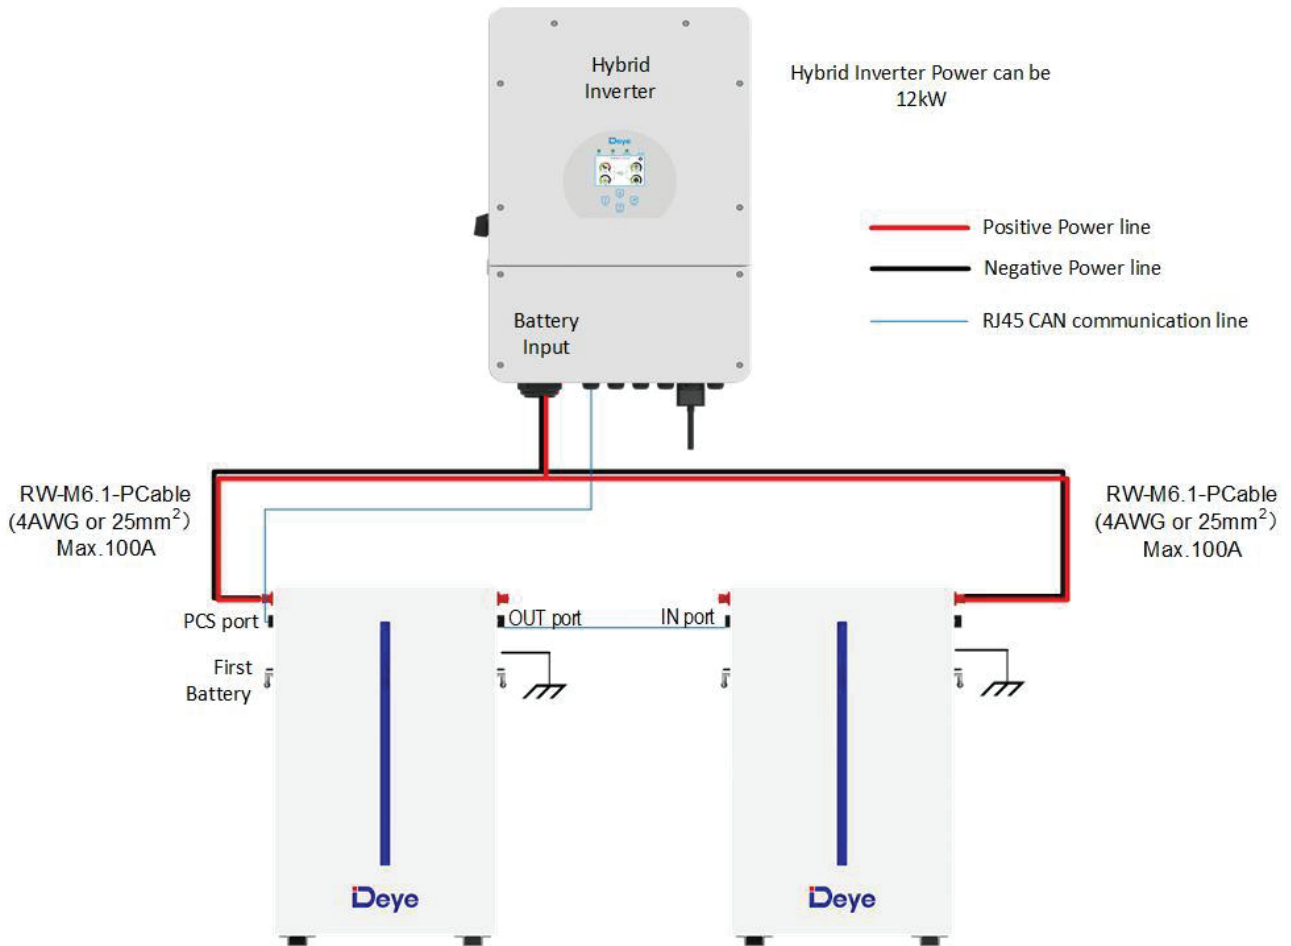 Hybrid
Inverter
Hybrid Inverter Power can be
12kW
Deye
Positive Power line
Negative Power line
RJ45 CAN communication line
Battery
Input
RW-M6.1-PCable
(4AWG or 25mm²）
Max.100A
RW-M6.1-PCable
(4AWG or 25mm²）
Max.100A
PCS port
OUT port
IN port
First
Battery
Deye
Deye